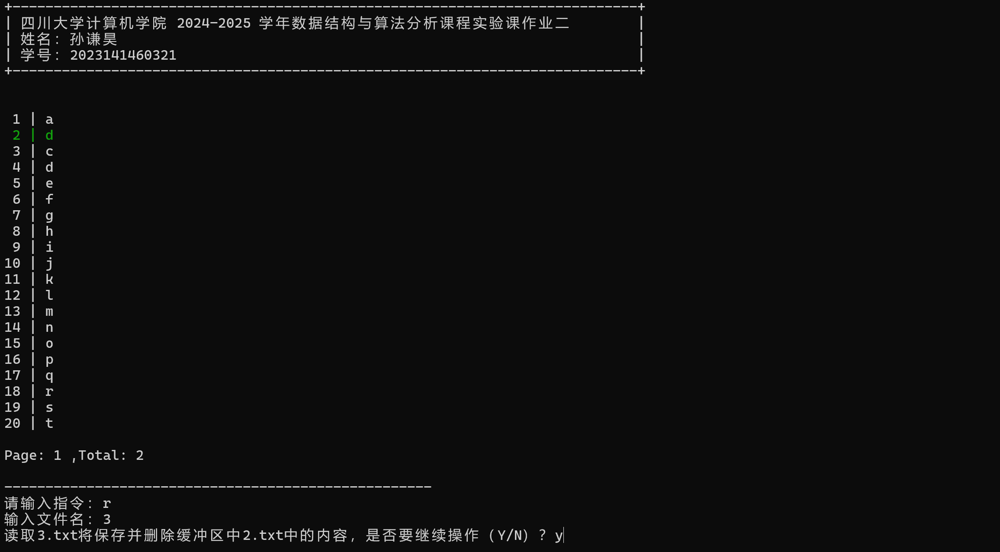 +----------------------------------------------------------------------------+
| 四川大学计算机学院 2024-2025 学年数据结构与算法分析课程实验课作业二 |
| 姓名：孙谦昊 |
| 学号：2023141460321 |
+----------------------------------------------------------------------------+
1 | a
2 | d
3 | c
4 | d
5 | e
6 | f
7 | g
8 | h
9 | i
10 | j
11 | k
12 | l
13 | m
14 | n
15 | o
16 | p
17 | q
18 | r
19 | s
20 | t
Page: 1 ,Total: 2
----------------------------------------------------
请输入指令：r
输入文件名：3
读取3.txt将保存并删除缓冲区中2.txt中的内容，是否要继续操作（Y/N）？y